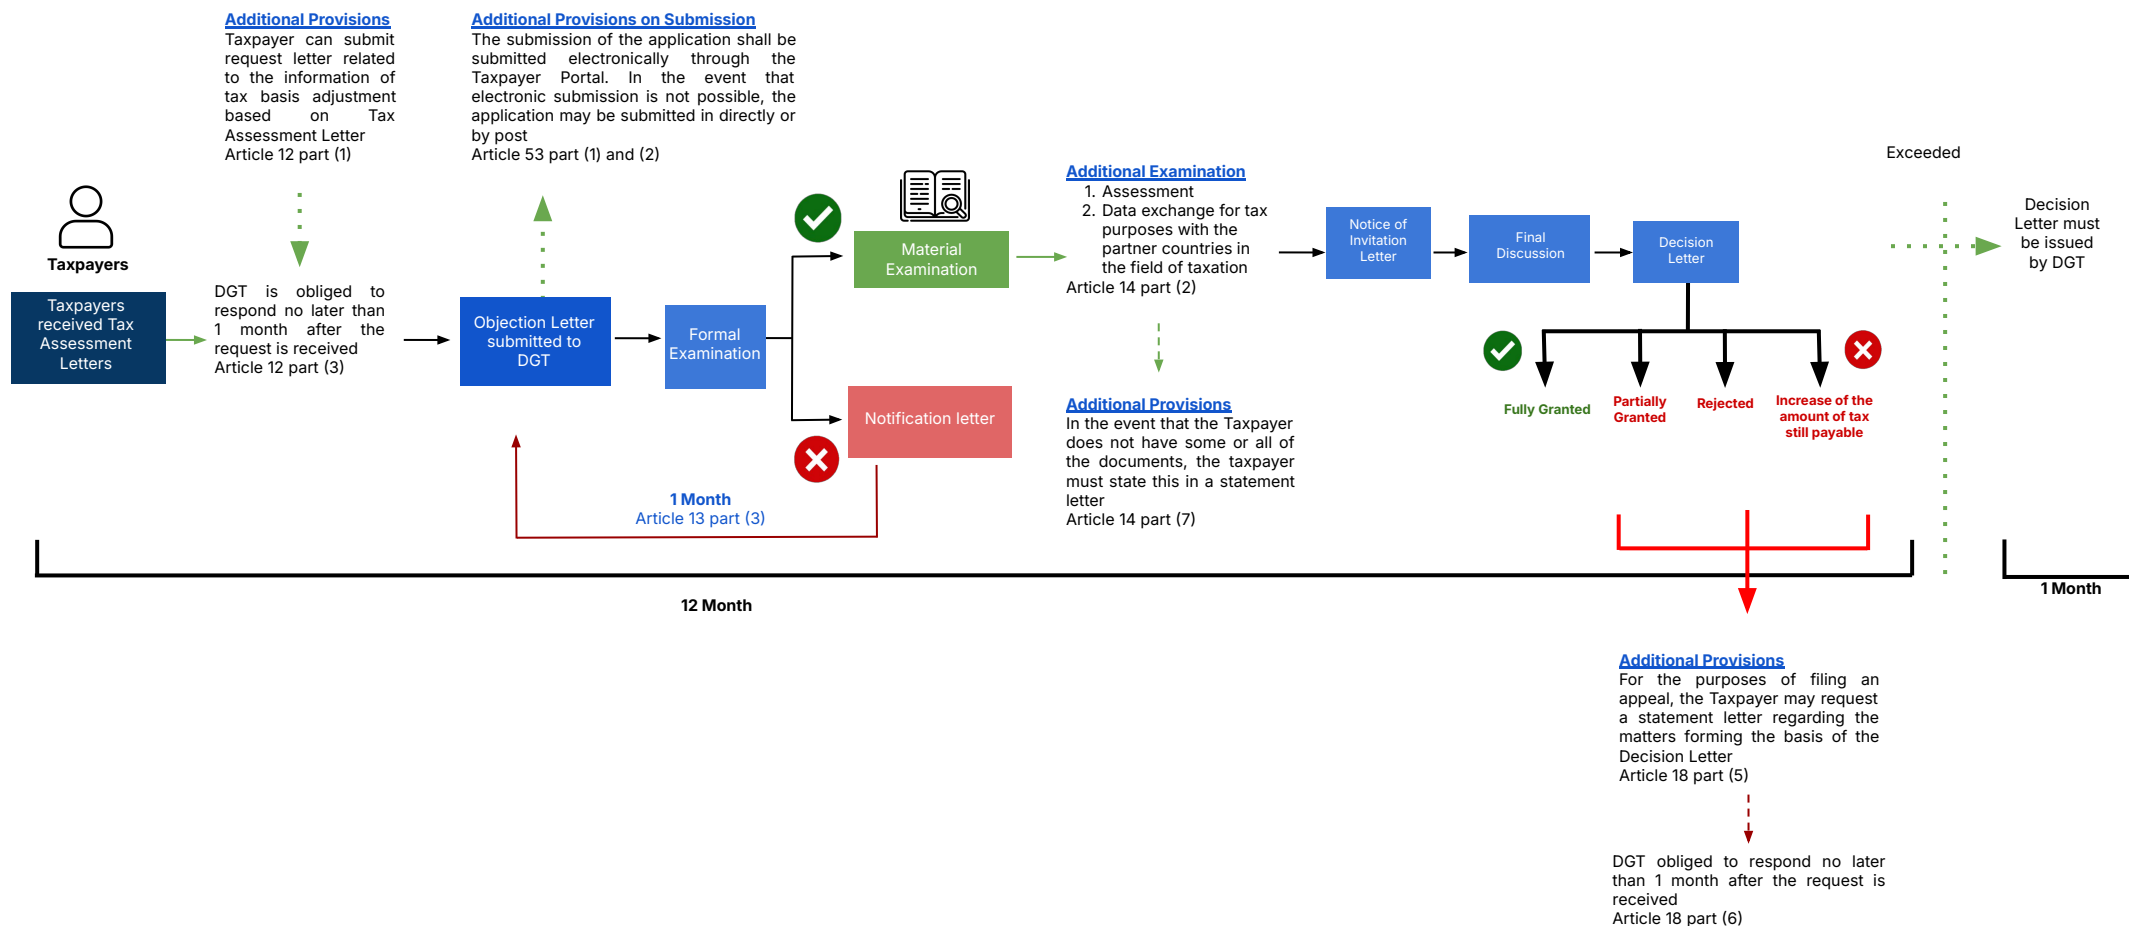 Additional Provisions
Taxpayer can submit
request letter related
to the information of
tax basis adjustment
based on Tax
Assessment Letter
Article 12 part (1)
Additional Provisions on Submission
The submission of the application shall be
submitted electronically through the
Taxpayer Portal. In the event that
electronic submission is not possible, the
application may be submitted in directly or
by post
Article 53 part (1) and (2)
Taxpayers
Taxpayers
received Tax
Assessment
Letters
DGT is obliged to
respond no later than
1 month after the
request is received
Article 12 part (3)
Objection Letter
submitted to
DGT
Formal
Examination
Material
Examination
Notification letter
1 Month
Article 13 part (3)
Additional Examination
1. Assessment
2. Data exchange for tax
purposes with the
partner countries in
the field of taxation
Article 14 part (2)
Additional Provisions
In the event that the Taxpayer
does not have some or all of
the documents, the taxpayer
must state this in a statement
letter
Article 14 part (7)
Notice of
Invitation
Letter
Final
Discussion
Decision
Letter
Fully Granted
Partially
Granted
Rejected
Increase of the
amount of tax
still payable
Exceeded
Decision
Letter must
be issued
by DGT
12 Month
1 Month
Additional Provisions
For the purposes of filing an
appeal, the Taxpayer may request
a statement letter regarding the
matters forming the basis of the
Decision Letter
Article 18 part (5)
DGT obliged to respond no later
than 1 month after the request is
received
Article 18 part (6)